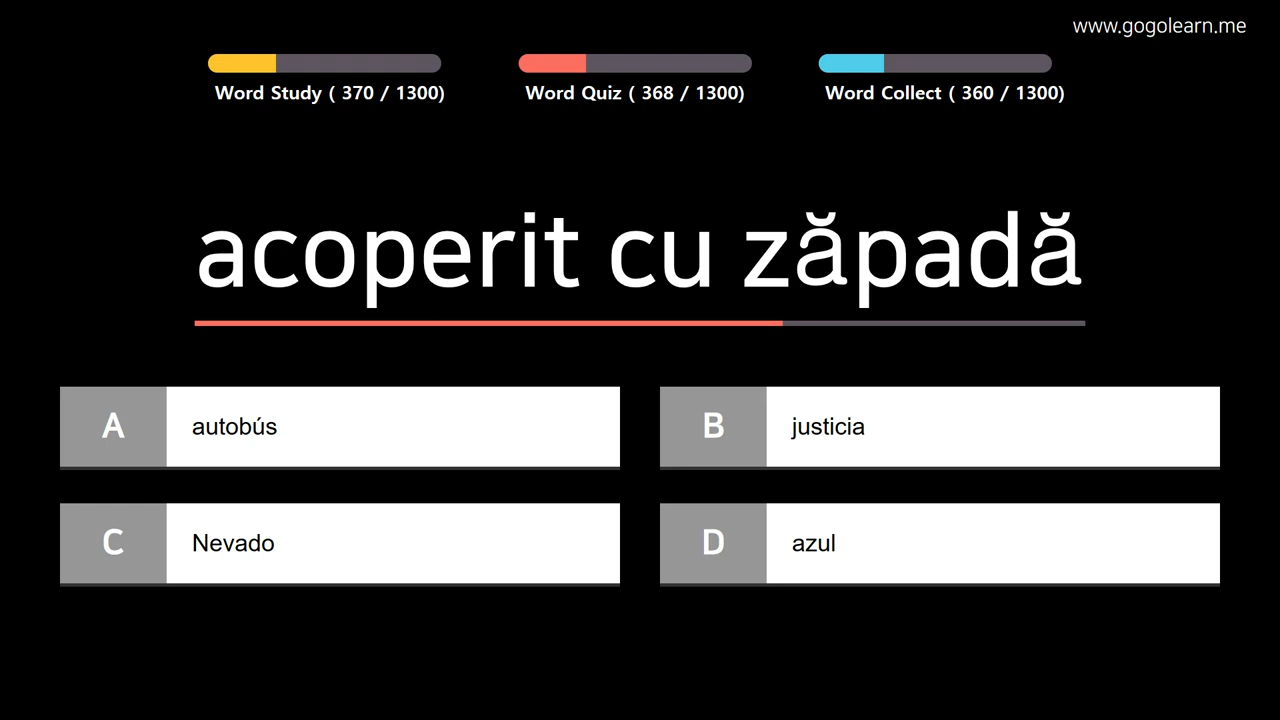 www.gogolearn.me
Word Study ( 370 / 1300)
Word Quiz ( 368 / 1300)
Word Collect ( 360 / 1300)
acoperit cu zăpadă
A autobús
B justicia
C Nevado
D azul